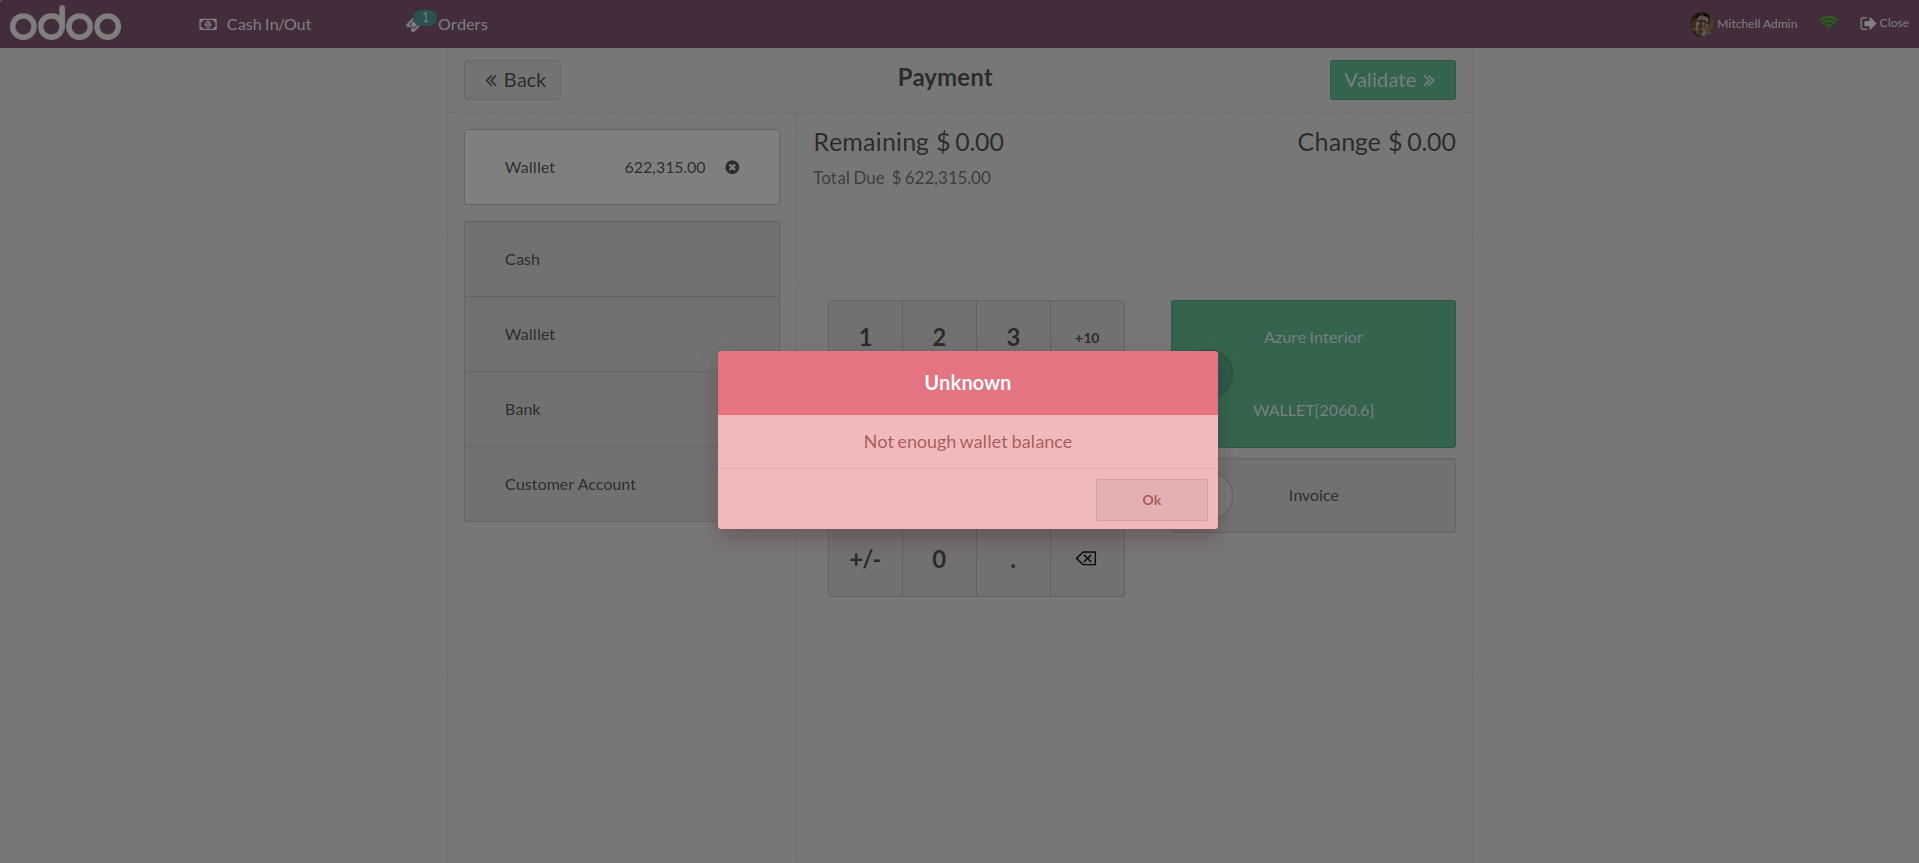 odoo
Cash In/Out
1
Orders
Mitchell Admin
Close
« Back
Payment
Validate »
Walllet 622,315.00
Remaining $ 0.00
Change $ 0.00
Total Due $ 622,315.00
Cash
Walllet
Bank
Customer Account
1 2 3 +10
Azure Interior
WALLET[2060.6]
Unknown
Not enough wallet balance
Ok
Invoice
+/- 0 .